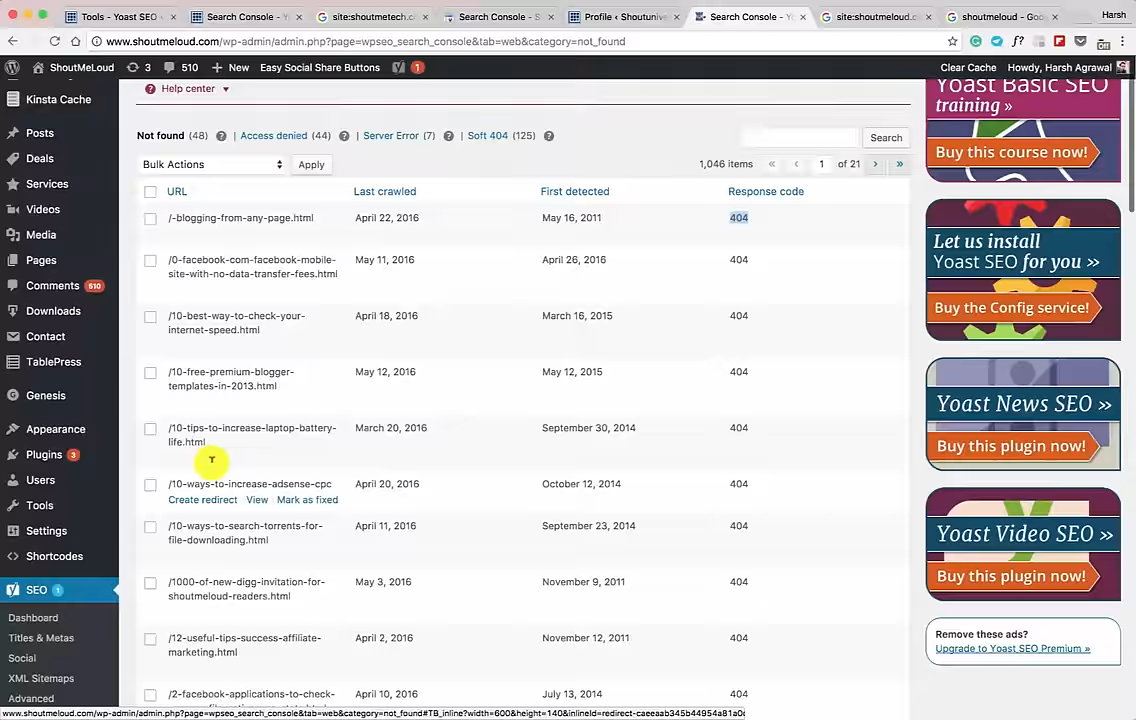 Tools - Yoast SEO
Search Console - Y
site:shoutmetech.c
Search Console - S
Profile ‹ Shoutunive
Search Console - Y
site:shoutmeloud.c
shoutmeloud - Goo
Harsh
www.shoutmeloud.com/wp-admin/admin.php?page=wpseo_search_console&tab=web&category=not_found
ShoutMeLoud
3
510
New
Easy Social Share Buttons
1
Clear Cache
Howdy, Harsh Agrawal
Kinsta Cache
Posts
Deals
Services
Videos
Media
Pages
Comments 510
Downloads
Contact
TablePress
Genesis
Appearance
Plugins 3
Users
Tools
Settings
Shortcodes
SEO 1
Dashboard
Titles & Metas
Social
XML Sitemaps
Advanced
Help center
Not found (48) | Access denied (44) | Server Error (7) | Soft 404 (125)
Search
Bulk Actions
Apply
1,046 items « ‹ 1 of 21 › »
URL Last crawled First detected Response code
/-blogging-from-any-page.html April 22, 2016 May 16, 2011 404
/0-facebook-com-facebook-mobile- May 11, 2016 April 26, 2016 404
site-with-no-data-transfer-fees.html
/10-best-way-to-check-your- April 18, 2016 March 16, 2015 404
internet-speed.html
/10-free-premium-blogger- May 12, 2016 May 12, 2015 404
templates-in-2013.html
/10-tips-to-increase-laptop-battery- March 20, 2016 September 30, 2014 404
life.html
/10-ways-to-increase-adsense-cpc April 20, 2016 October 12, 2014 404
Create redirect View Mark as fixed
/10-ways-to-search-torrents-for- April 11, 2016 September 23, 2014 404
file-downloading.html
/1000-of-new-digg-invitation-for- May 3, 2016 November 9, 2011 404
shoutmeloud-readers.html
/12-useful-tips-success-affiliate- April 2, 2016 November 12, 2011 404
marketing.html
/2-facebook-applications-to-check- April 10, 2016 July 13, 2014 404
Yoast Basic SEO
training »
Buy this course now!
Let us install
Yoast SEO for you »
Buy the Config service!
Yoast News SEO »
Buy this plugin now!
Yoast Video SEO »
Buy this plugin now!
Remove these ads?
Upgrade to Yoast SEO Premium »